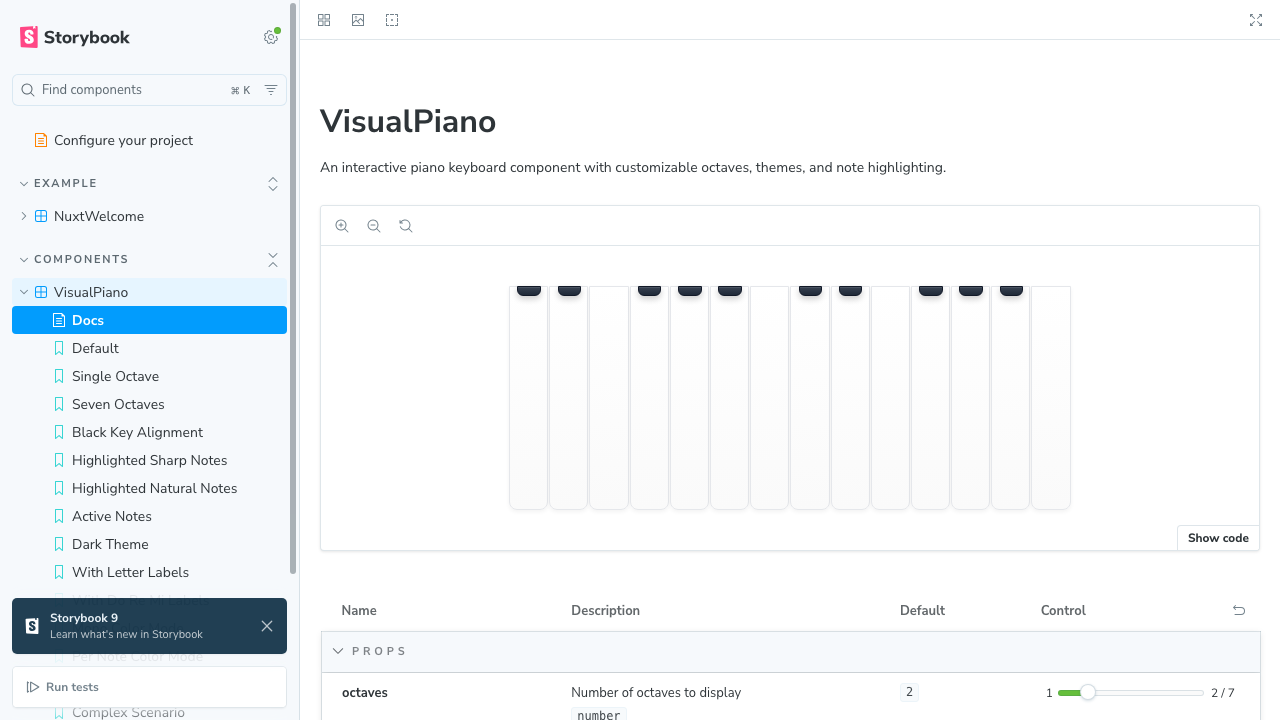 Storybook
Find components
⌘ K
Configure your project
EXAMPLE
NuxtWelcome
COMPONENTS
VisualPiano
Docs
Default
Single Octave
Seven Octaves
Black Key Alignment
Highlighted Sharp Notes
Highlighted Natural Notes
Active Notes
Dark Theme
With Letter Labels
Storybook 9
Learn what's new in Storybook
Per Note Color Mode
Run tests
Complex Scenario
VisualPiano
An interactive piano keyboard component with customizable octaves, themes, and note highlighting.
Show code
Name Description Default Control
PROPS
octaves Number of octaves to display 2 1 2 / 7
number